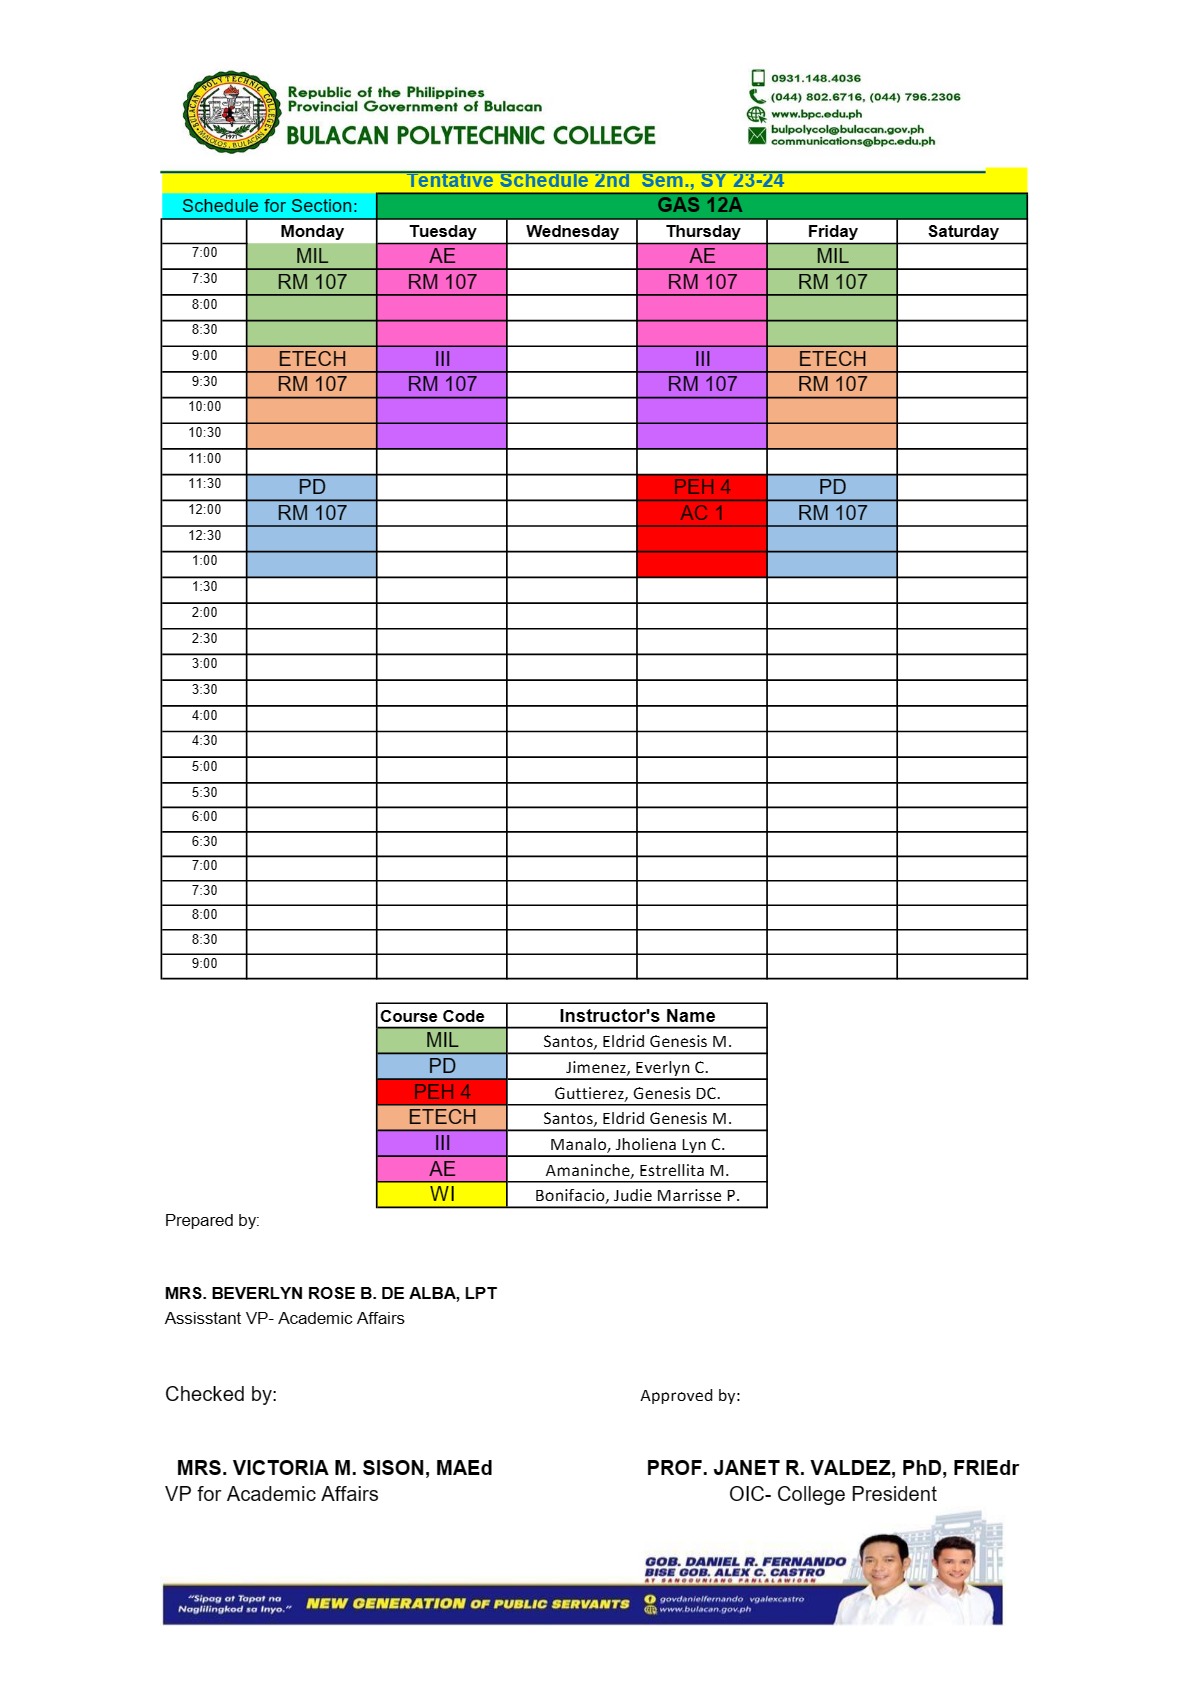 BULACAN POLYTECHNIC COLLEGE
MALOLOS, BULACAN
1971
Republic of the Philippines
Provincial Government of Bulacan
BULACAN POLYTECHNIC COLLEGE
0931.148.4036
(044) 802.6716, (044) 796.2306
www.bpc.edu.ph
bulpolycol@bulacan.gov.ph
communications@bpc.edu.ph
Tentative Schedule 2nd Sem., SY 23-24
Schedule for Section: GAS 12A
Monday Tuesday Wednesday Thursday Friday Saturday
7:00 MIL AE AE MIL
7:30 RM 107 RM 107 RM 107 RM 107
8:00
8:30
9:00 ETECH III III ETECH
9:30 RM 107 RM 107 RM 107 RM 107
10:00
10:30
11:00
11:30 PD PEH 4 PD
12:00 RM 107 AC 1 RM 107
12:30
1:00
1:30
2:00
2:30
3:00
3:30
4:00
4:30
5:00
5:30
6:00
6:30
7:00
7:30
8:00
8:30
9:00
Course Code Instructor's Name
MIL Santos, Eldrid Genesis M.
PD Jimenez, Everlyn C.
PEH 4 Guttierez, Genesis DC.
ETECH Santos, Eldrid Genesis M.
III Manalo, Jholiena Lyn C.
AE Amaninche, Estrellita M.
WI Bonifacio, Judie Marrisse P.
Prepared by:
MRS. BEVERLYN ROSE B. DE ALBA, LPT
Assisstant VP- Academic Affairs
Checked by: Approved by:
MRS. VICTORIA M. SISON, MAEd PROF. JANET R. VALDEZ, PhD, FRIEdr
VP for Academic Affairs OIC- College President
GOB. DANIEL R. FERNANDO
BISE GOB. ALEX C. CASTRO
AT SANGGUNIANG PANLALAWIGAN
"Sipag at Tapat na
Naglilingkod sa Inyo."
NEW GENERATION OF PUBLIC SERVANTS
govdanielfernando vgalexcastro
www.bulacan.gov.ph